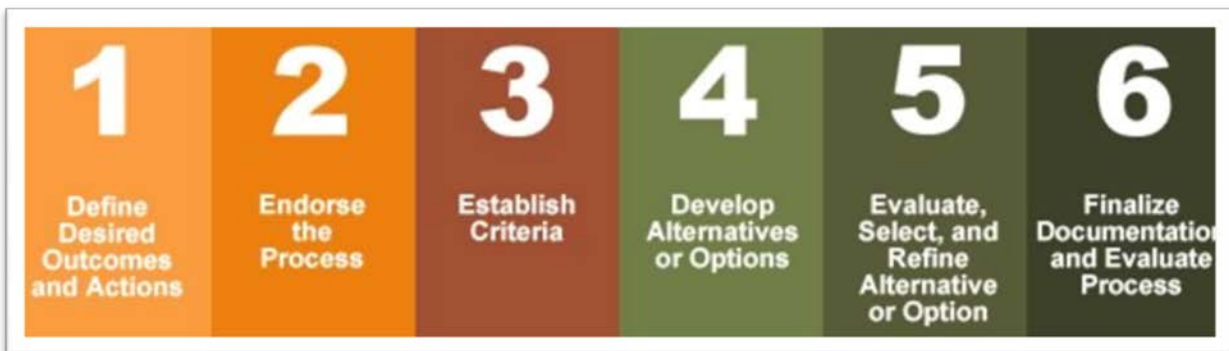 1
Define
Desired
Outcomes
and Actions
2
Endorse
the
Process
3
Establish
Criteria
4
Develop
Alternatives
or Options
5
Evaluate,
Select, and
Refine
Alternative
or Option
6
Finalize
Documentation
and Evaluate
Process